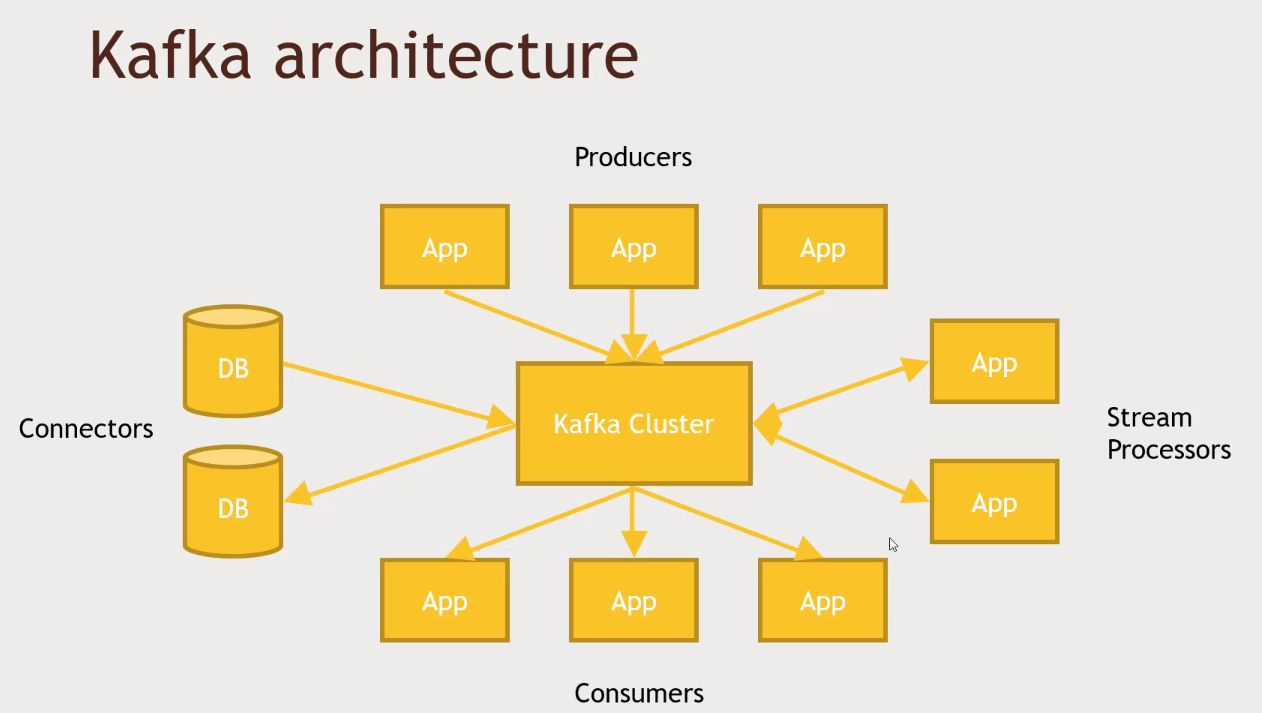 Kafka architecture
Producers
App
App
App
DB
App
Kafka Cluster
Connectors
Stream
Processors
DB
App
App
App
App
Consumers